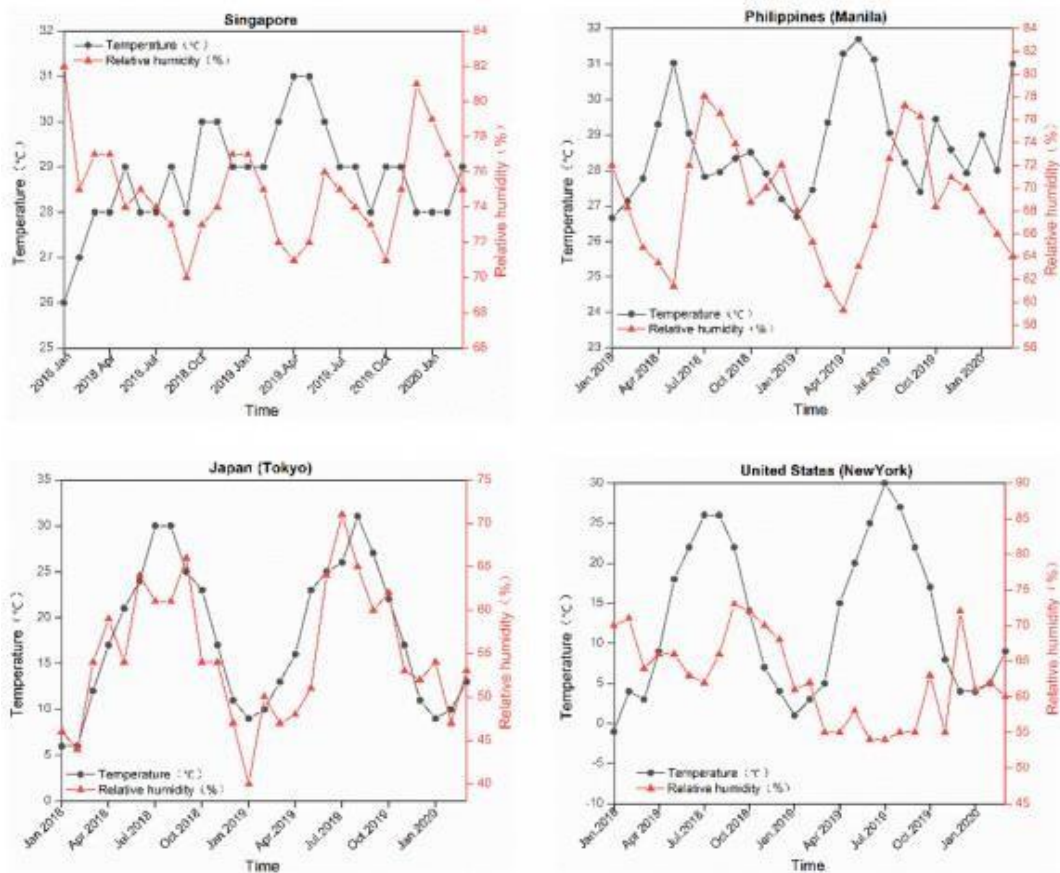 Singapore
Temperature (℃)
Relative humidity (%)
32
31
30
29
28
27
26
25
Temperature (℃)
84
82
80
78
76
74
72
70
68
66
Relative humidity (%)
2018 Jan
2018 Apr
2018 Jul
2018 Oct
2019 Jan
2019 Apr
2019 Jul
2019 Oct
2020 Jan
Time
Philippines (Manila)
32
31
30
29
28
27
26
25
24
23
Temperature (℃)
84
82
80
78
76
74
72
70
68
66
64
62
60
58
56
Relative humidity (%)
Temperature (℃)
Relative humidity (%)
Jan.2018
Apr.2018
Jul.2018
Oct.2018
Jan.2019
Apr.2019
Jul.2019
Oct.2019
Jan.2020
Time
Japan (Tokyo)
35
30
25
20
15
10
5
0
Temperature (℃)
75
70
65
60
55
50
45
40
Relative humidity (%)
Temperature (℃)
Relative humidity (%)
Jan.2018
Apr.2018
Jul.2018
Oct.2018
Jan.2019
Apr.2019
Jul.2019
Oct.2019
Jan.2020
Time
United States (NewYork)
30
25
20
15
10
5
0
-5
-10
Temperature (℃)
90
85
80
75
70
65
60
55
50
45
Relative humidity (%)
Temperature (℃)
Relative humidity (%)
Jan.2018
Apr.2019
Jul.2018
Oct.2018
Jan.2019
Apr.2019
Jul.2019
Oct.2019
Jan.2020
Time